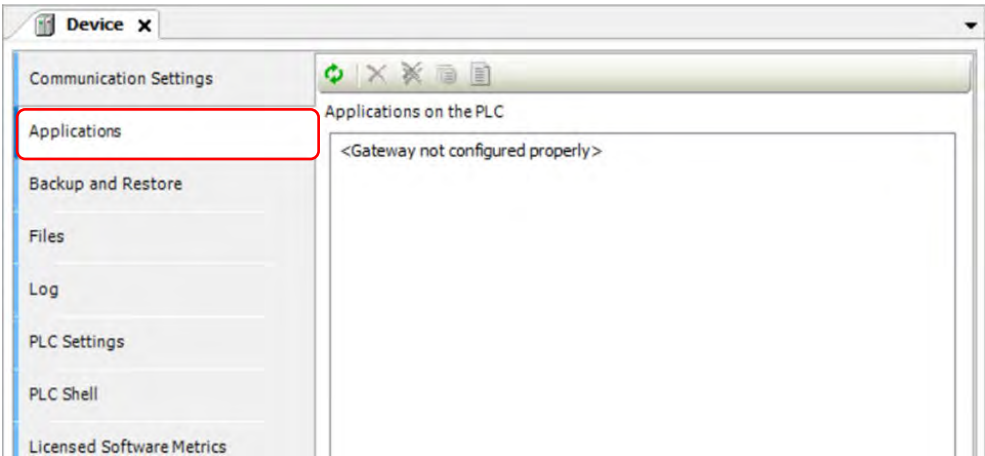 Device
Communication Settings
Applications
Backup and Restore
Files
Log
PLC Settings
PLC Shell
Licensed Software Metrics
Applications on the PLC
<Gateway not configured properly>